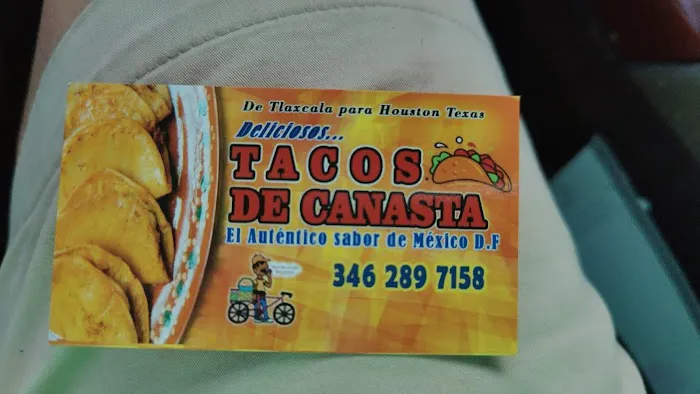 De Tlaxcala para Houston Texas
Deliciosos...
TACOS
DE CANASTA
El Auténtico sabor de México D.F
346 289 7158